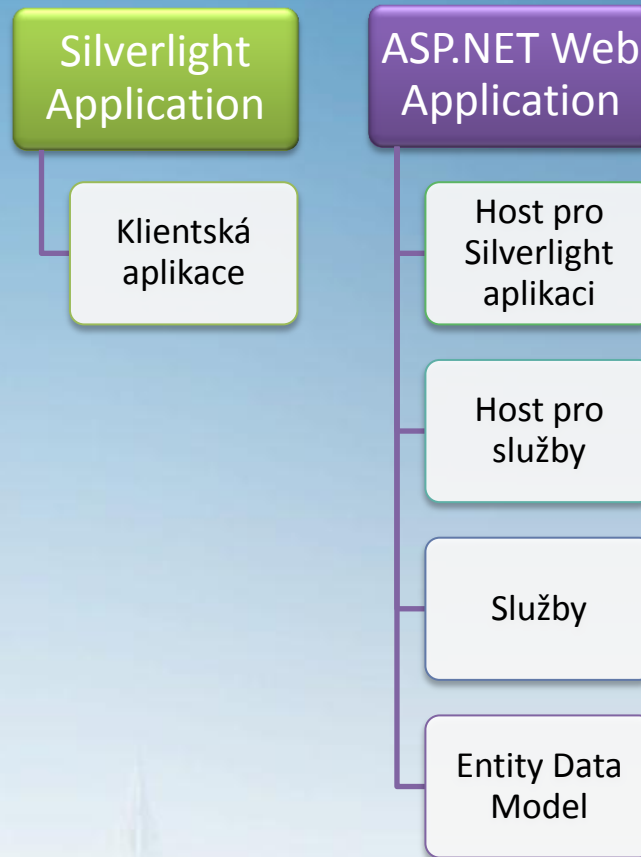 Silverlight
Application
Klientská
aplikace
ASP.NET Web
Application
Host pro
Silverlight
aplikaci
Host pro
služby
Služby
Entity Data
Model